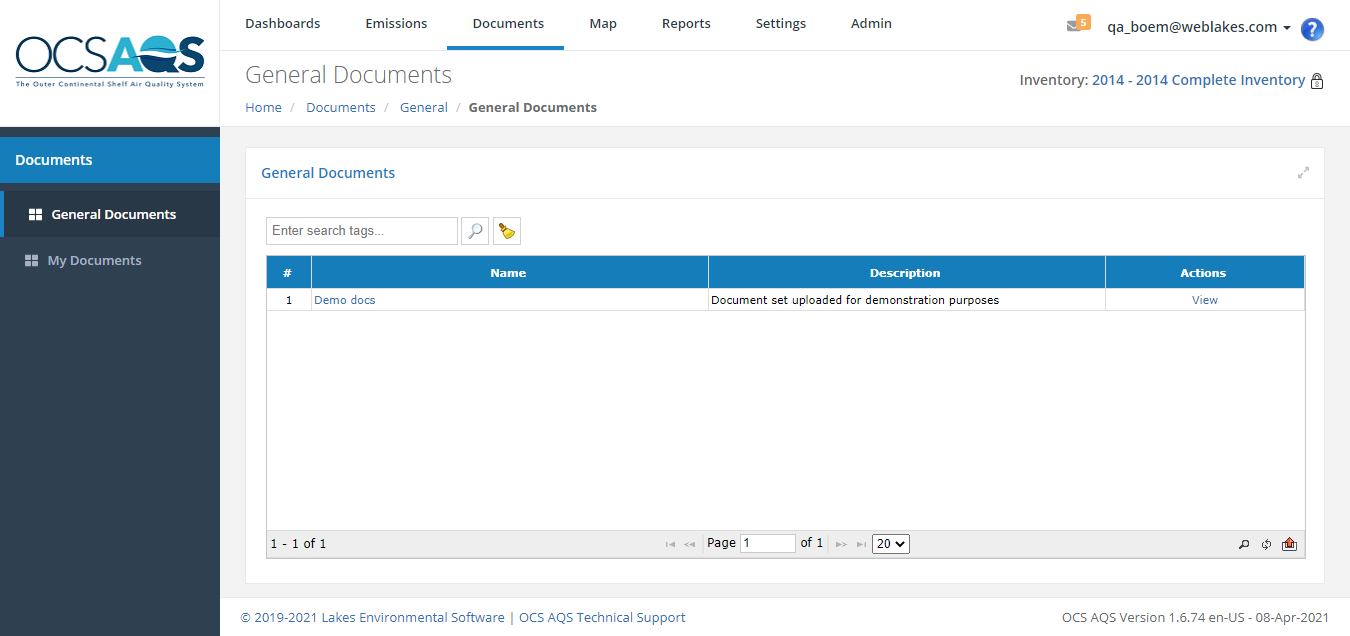 OCSAQS
The Outer Continental Shelf Air Quality System
Dashboards Emissions Documents Map Reports Settings Admin
5 qa_boem@weblakes.com ?
General Documents
Inventory: 2014 - 2014 Complete Inventory
Home / Documents / General / General Documents
Documents
General Documents
My Documents
General Documents
Enter search tags...
# Name Description Actions
1 Demo docs Document set uploaded for demonstration purposes View
1 - 1 of 1 Page 1 of 1 20
© 2019-2021 Lakes Environmental Software | OCS AQS Technical Support
OCS AQS Version 1.6.74 en-US - 08-Apr-2021